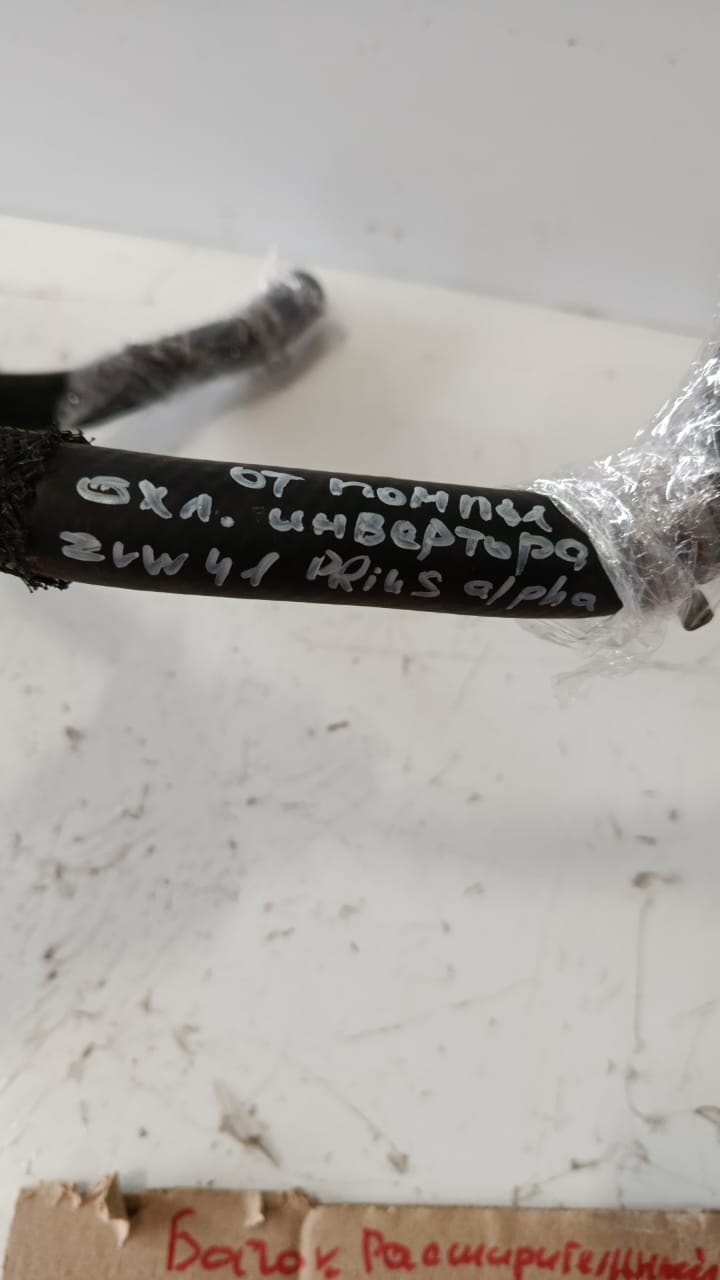 от помпы
охл. инвертора
ZVW41 PRiuS alpha
Бачок Расширительный